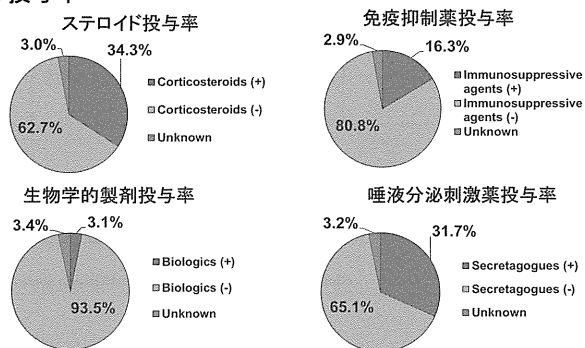 ステロイド投与率
3.0%
34.3%
62.7%
Corticosteroids (+)
Corticosteroids (-)
Unknown
免疫抑制薬投与率
2.9%
16.3%
80.8%
Immunosuppressive
agents (+)
Immunosuppressive
agents (-)
Unknown
生物学的製剤投与率
3.4%
3.1%
93.5%
Biologics (+)
Biologics (-)
Unknown
唾液分泌刺激薬投与率
3.2%
31.7%
65.1%
Secretagogues (+)
Secretagogues (-)
Unknown